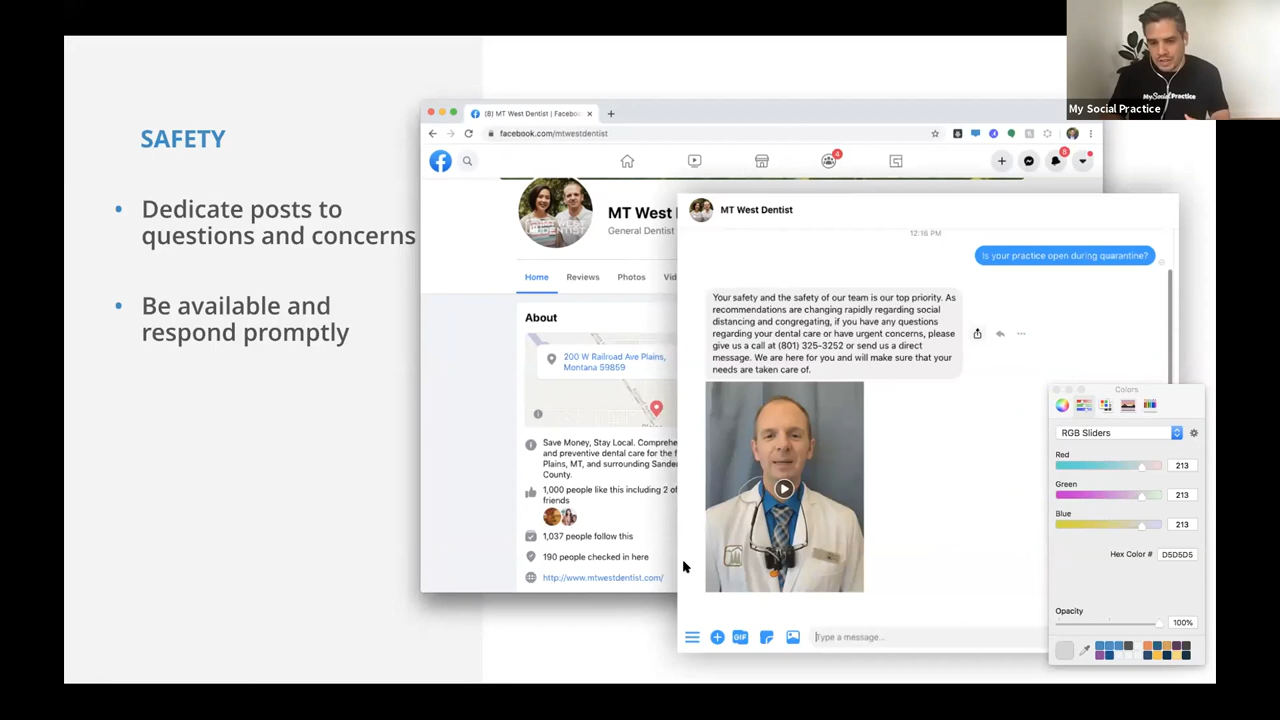 My Social Practice
My Social Practice
SAFETY
• Dedicate posts to
questions and concerns
• Be available and
respond promptly
(8) MT West Dentist | Facebook
facebook.com/mtwestdentist
4
8
MT West
General Dentist
Home Reviews Photos
About
200 W Railroad Ave Plains,
Montana 59859
Save Money, Stay Local.
and preventive dental care for the
Plains, MT, and surrounding
County.
1,000 people like this including 2 of
friends
1,037 people follow this
190 people checked in here
http://www.mtwestdentist.com/
MT West Dentist
12:16 PM
Is your practice open during quarantine?
Your safety and the safety of our team is our top priority. As
recommendations are changing rapidly regarding social
distancing and congregating, if you have any questions
regarding your dental care or have urgent concerns, please
give us a call at (801) 325-3252 or send us a direct
message. We are here for you and will make sure that your
needs are taken care of.
GIF
Type a message...
Colors
RGB Sliders
Red
213
Green
213
Blue
213
Hex Color # D5D5D5
Opacity
100%